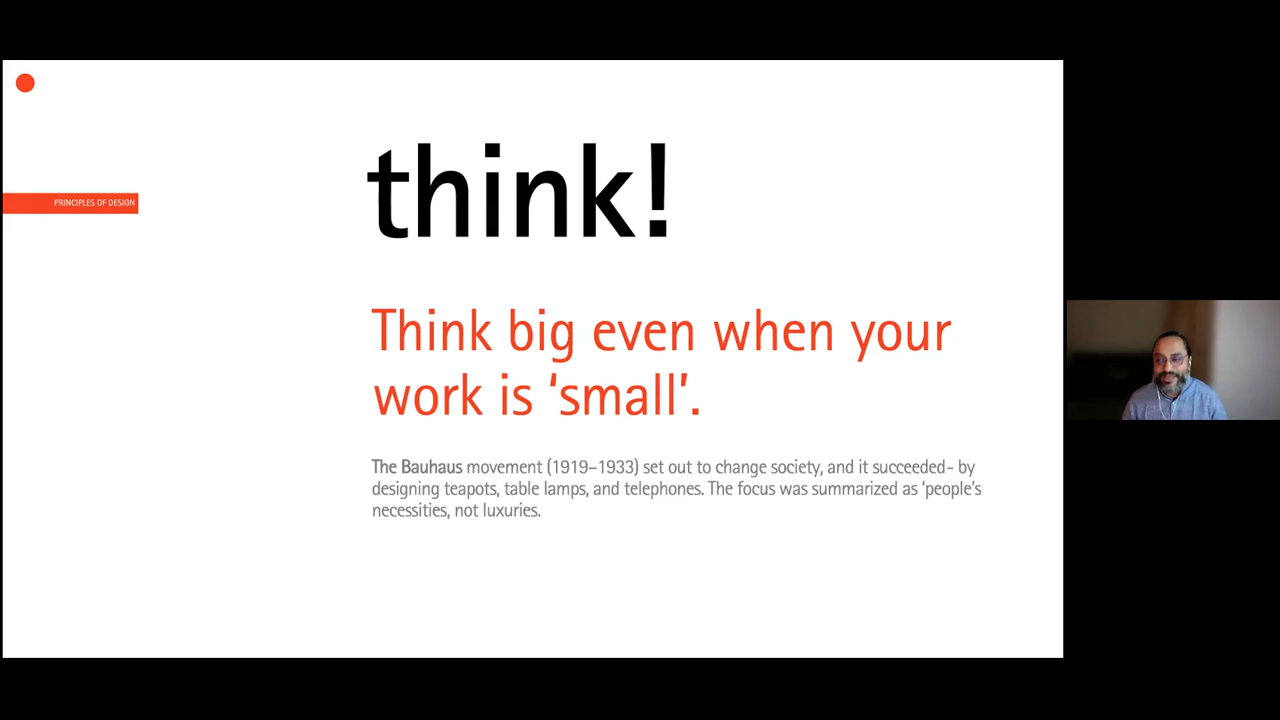 PRINCIPLES OF DESIGN
think!
Think big even when your
work is ‘small’.
The Bauhaus movement (1919–1933) set out to change society, and it succeeded- by
designing teapots, table lamps, and telephones. The focus was summarized as ‘people’s
necessities, not luxuries.